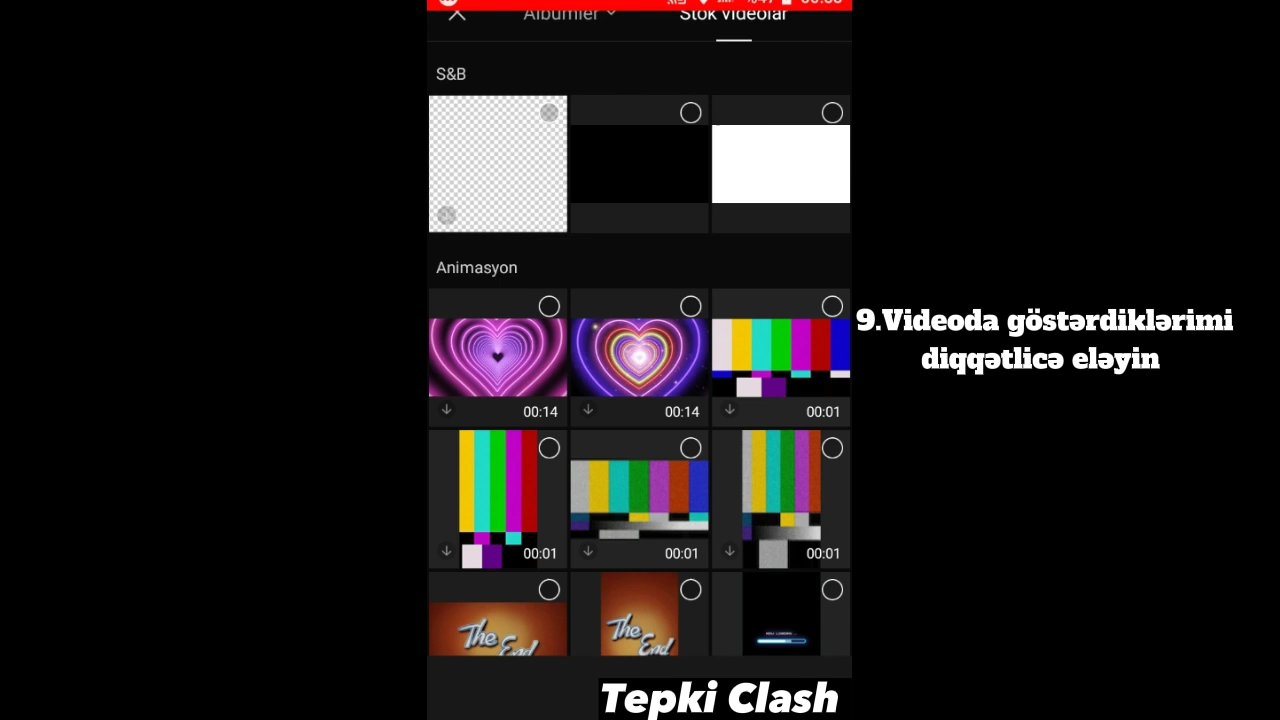 Albümler
Stok videolar
S&B
Animasyon
00:14
00:14
00:01
00:01
00:01
00:01
The End
The End
9.Videoda göstərdiklərimi
diqqətlicə eləyin
Tepki Clash